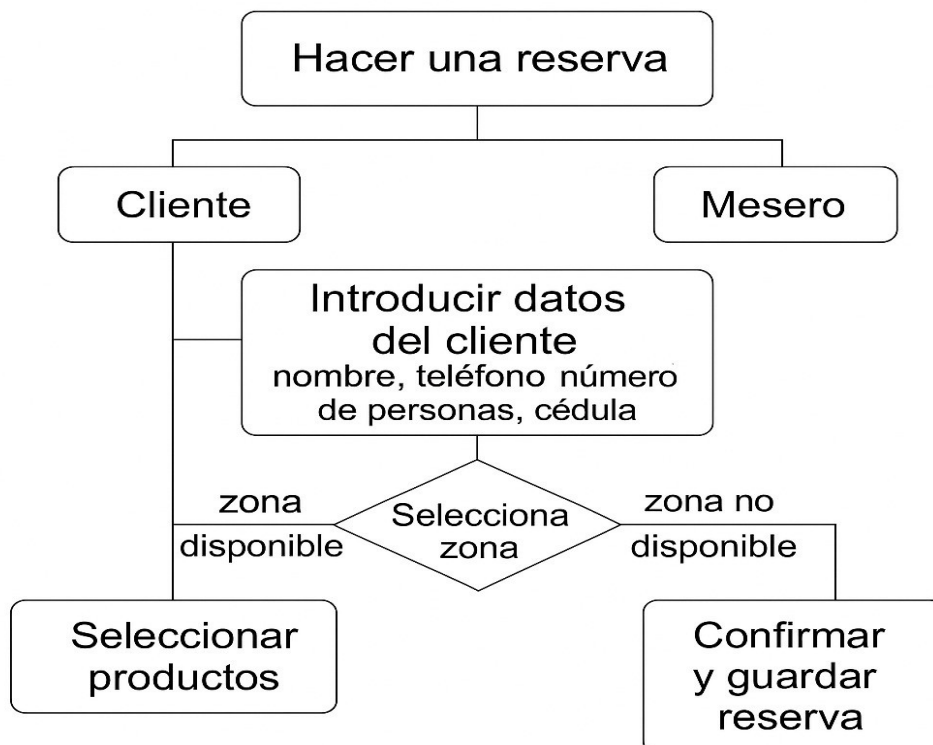 Hacer una reserva
Cliente
Mesero
Introducir datos
del cliente
nombre, teléfono número
de personas, cédula
Selecciona
zona
zona
disponible
zona no
disponible
Seleccionar
productos
Confirmar
y guardar
reserva